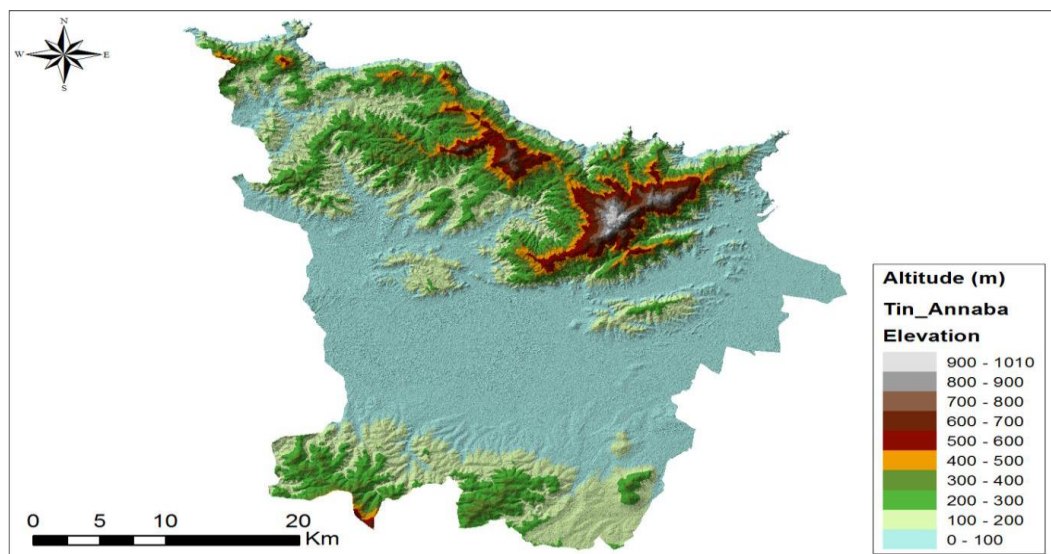 N
W E
S
Altitude (m)
Tin_Annaba
Elevation
900 - 1010
800 - 900
700 - 800
600 - 700
500 - 600
400 - 500
300 - 400
200 - 300
100 - 200
0 - 100
0 5 10 20
Km